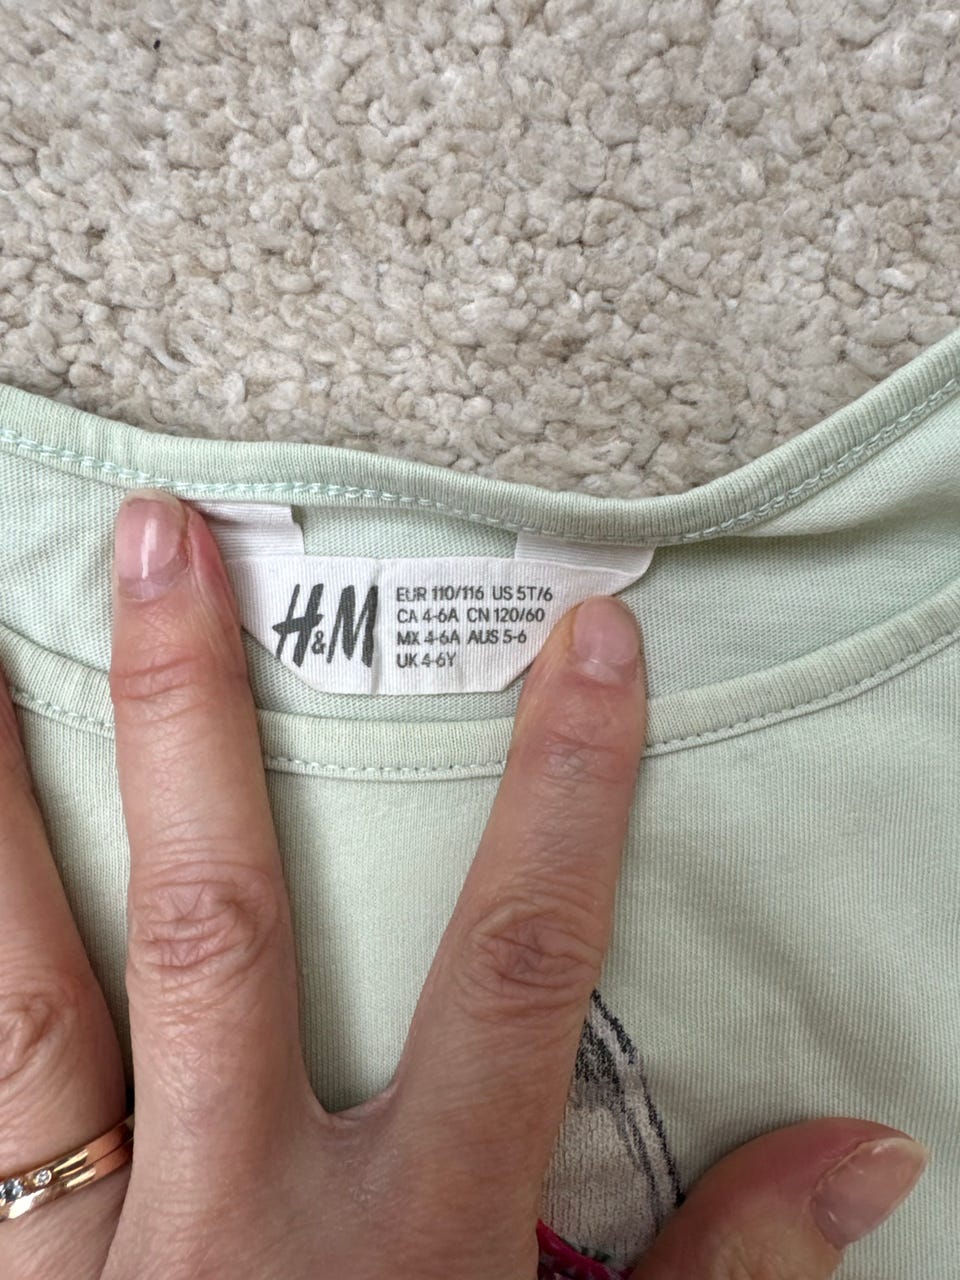 H&M
EUR 110/116 US 5T/6
CA 4-6A CN 120/60
MX 4-6A AUS 5-6
UK 4-6Y